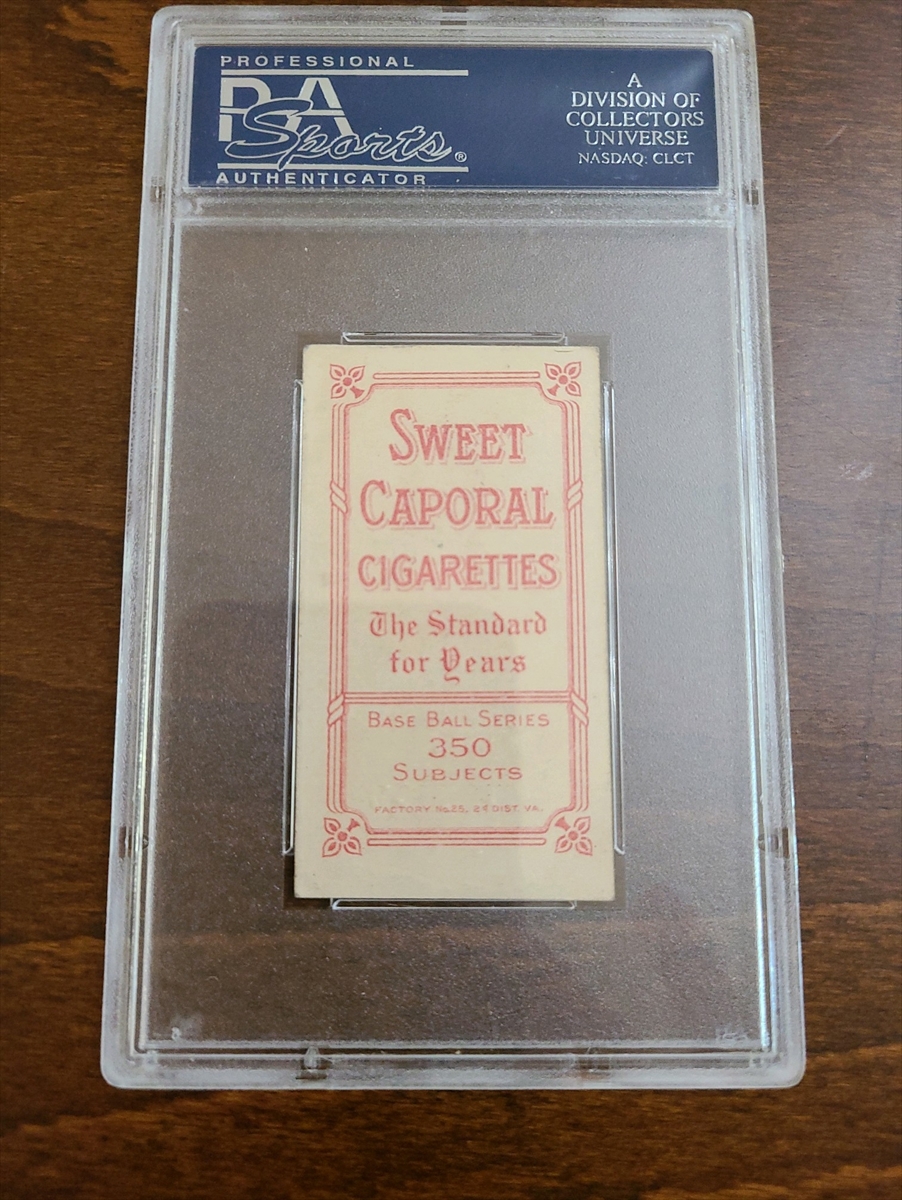 PROFESSIONAL
PSA
Sports®
AUTHENTICATOR
A
DIVISION OF
COLLECTORS
UNIVERSE
NASDAQ: CLCT
SWEET
CAPORAL
CIGARETTES
The Standard
for Years
BASE BALL SERIES
350
SUBJECTS
FACTORY No 25, 2d DIST. VA.